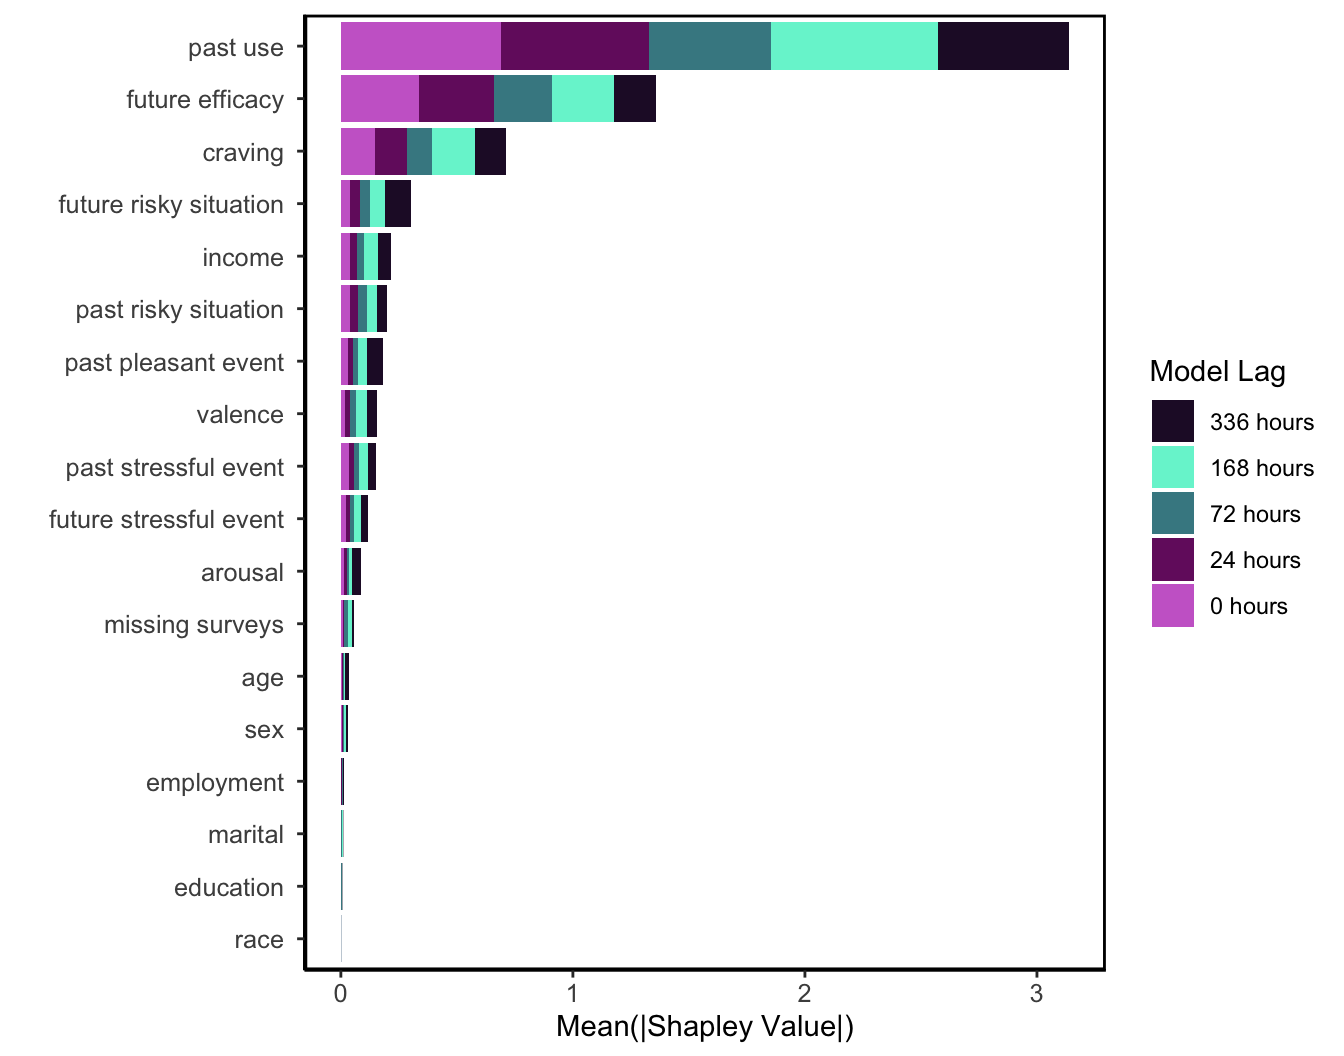 past use
future efficacy
craving
future risky situation
income
past risky situation
past pleasant event
valence
past stressful event
future stressful event
arousal
missing surveys
age
sex
employment
marital
education
race
0 1 2 3
Mean(|Shapley Value|)
Model Lag
336 hours
168 hours
72 hours
24 hours
0 hours